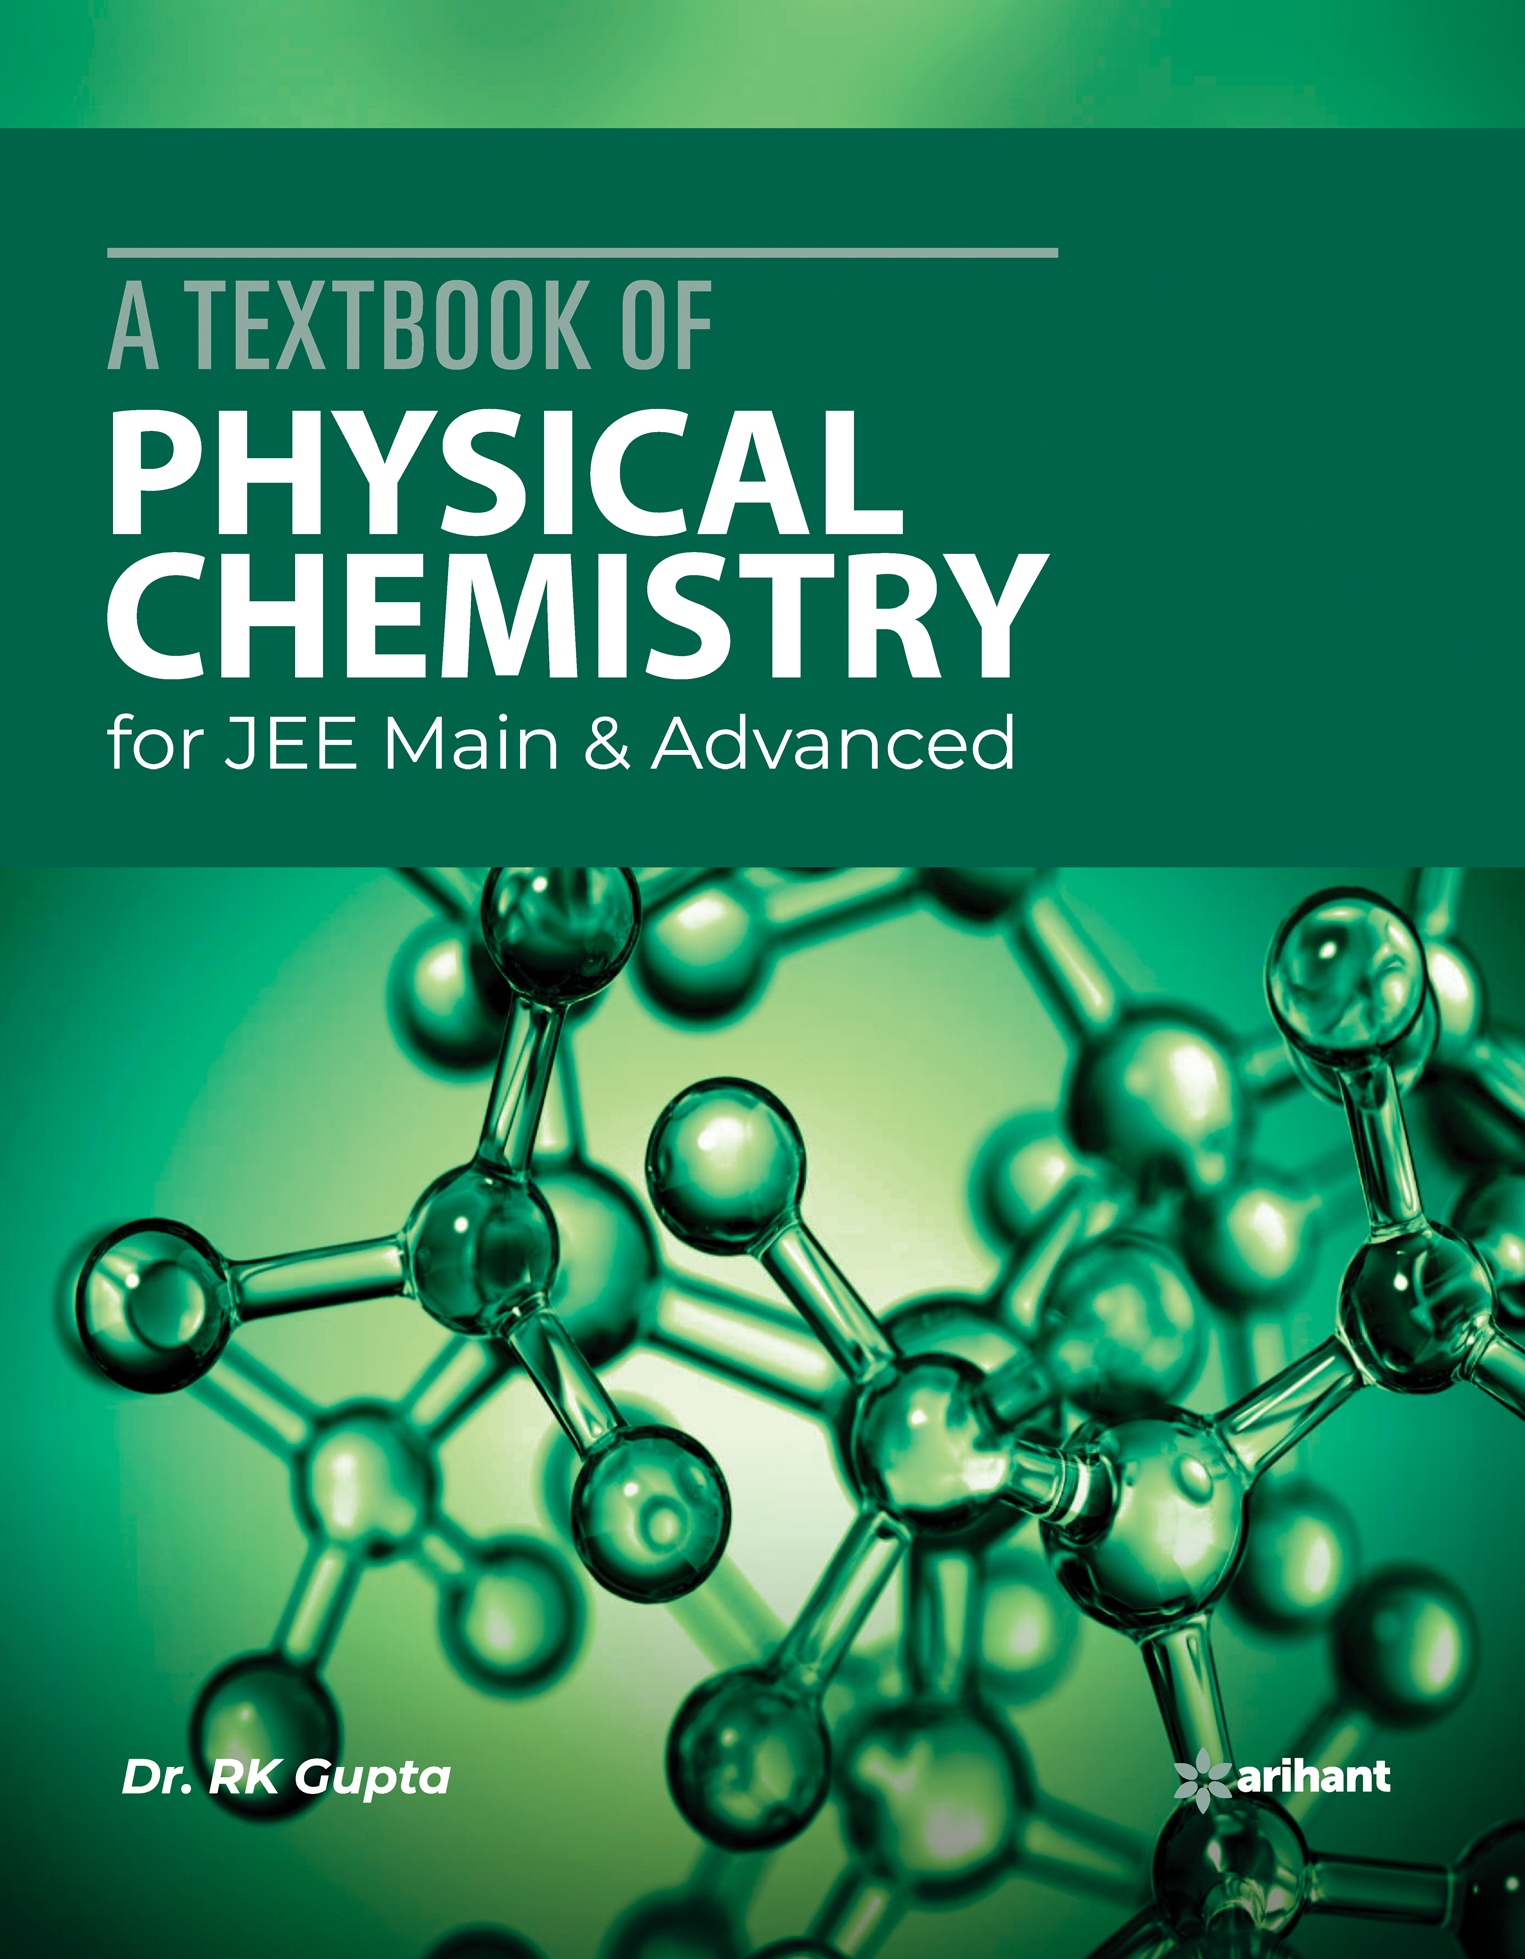 A TEXTBOOK OF
PHYSICAL
CHEMISTRY
for JEE Main & Advanced
Dr. RK Gupta
arihant